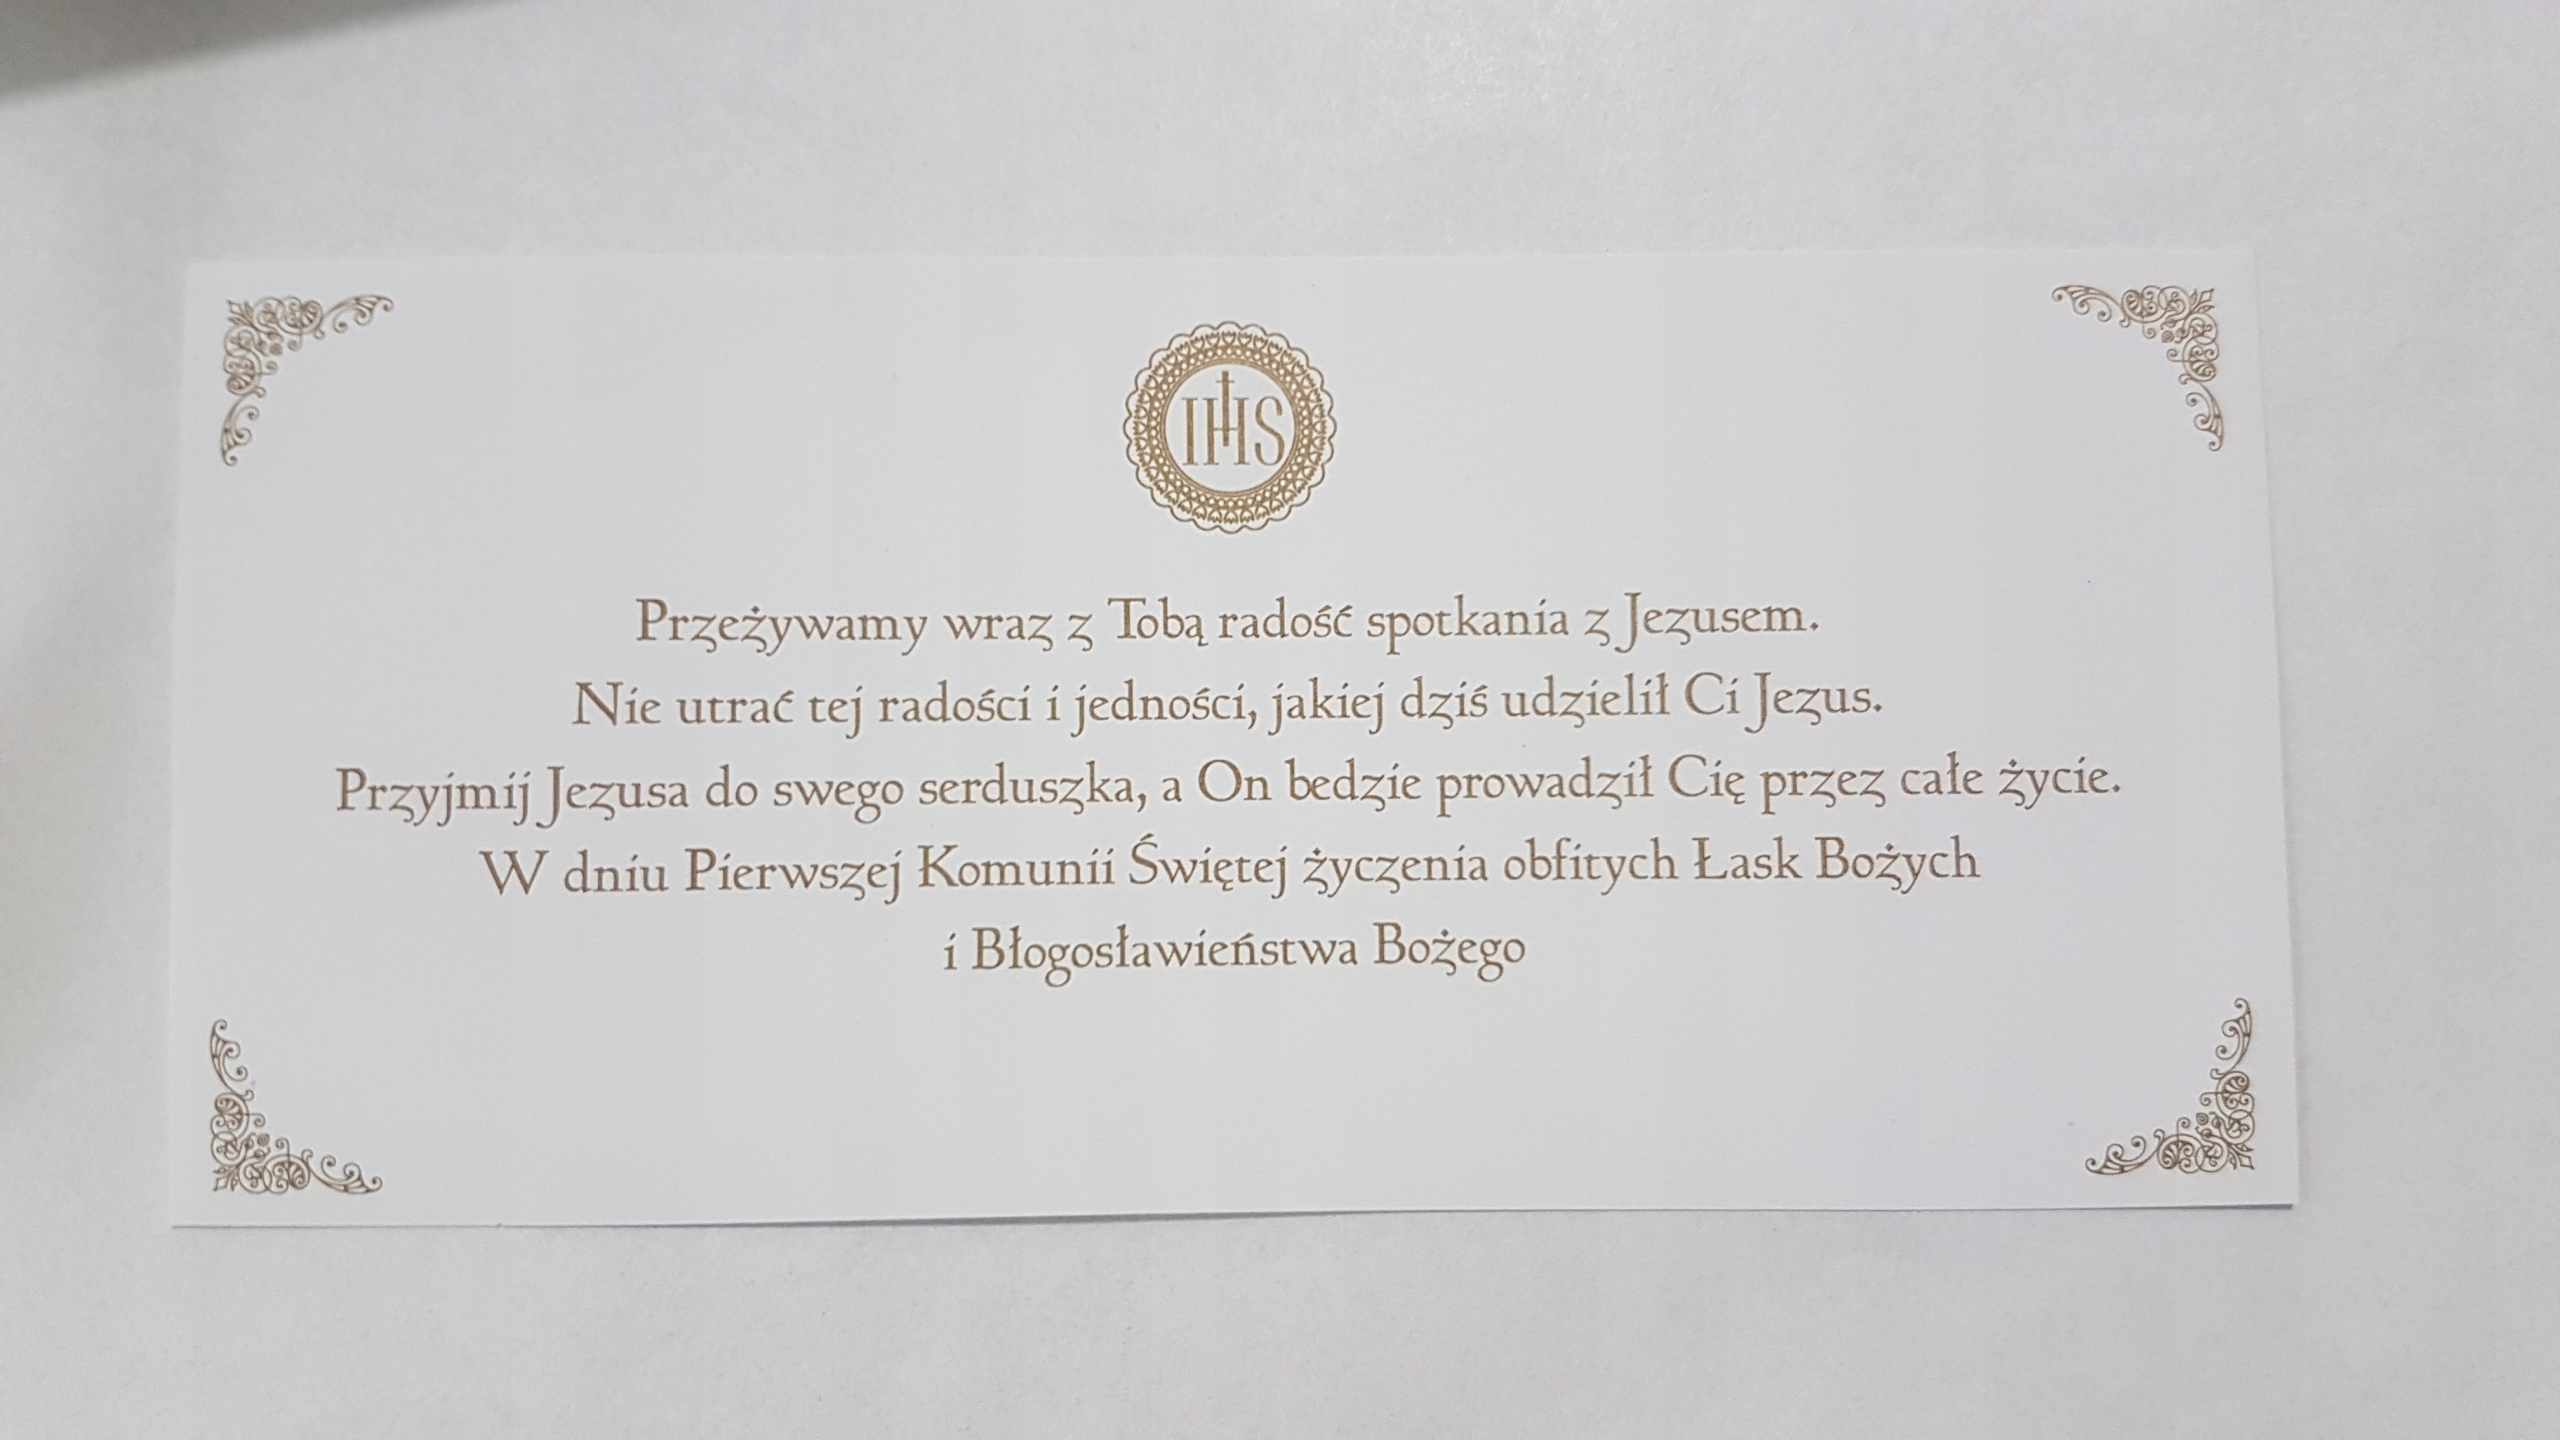 IHS
Przeżywamy wraz z Tobą radość spotkania z Jezusem.
Nie utrać tej radości i jedności, jakiej dziś udzielił Ci Jezus.
Przyjmij Jezusa do swego serduszka, a On bedzie prowadził Cię przez całe życie.
W dniu Pierwszej Komunii Świętej życzenia obfitych Łask Bożych
i Błogosławieństwa Bożego